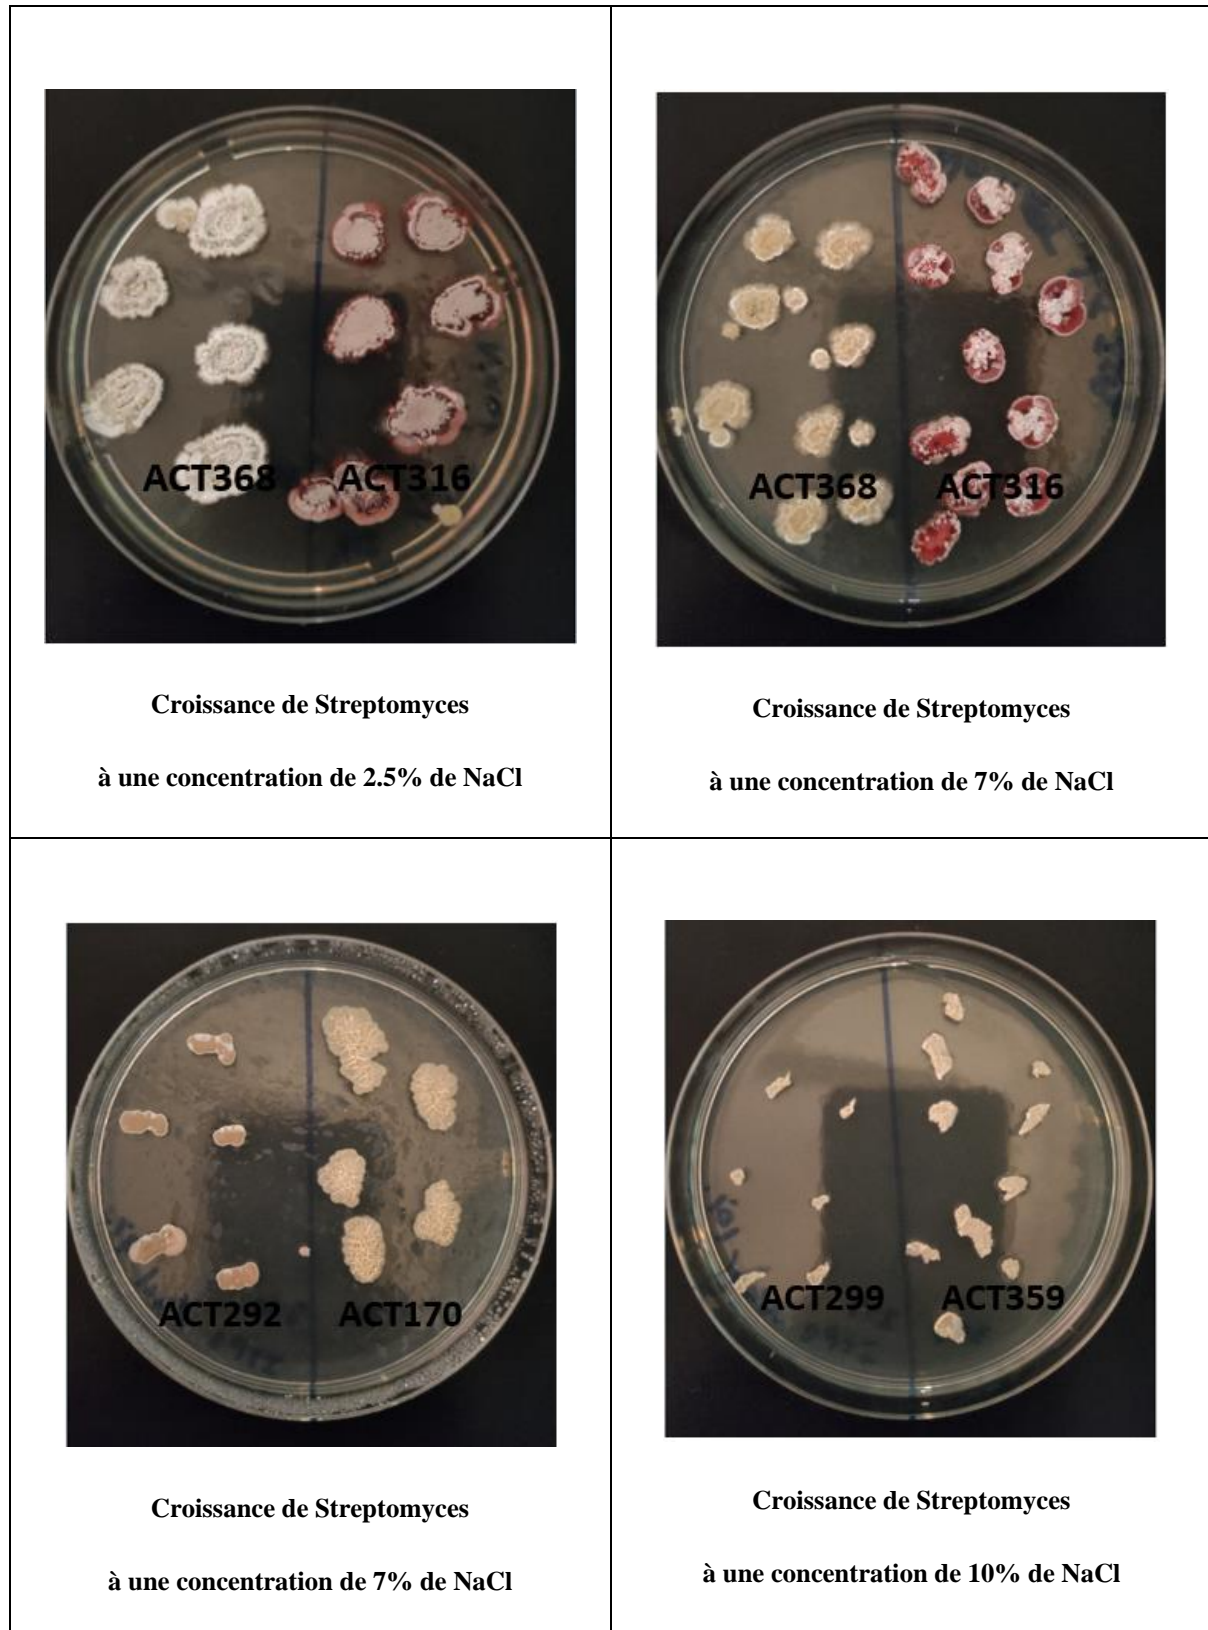 ACT368 ACT316
Croissance de Streptomyces
à une concentration de 2.5% de NaCl
ACT368 ACT316
Croissance de Streptomyces
à une concentration de 7% de NaCl
ACT292 ACT170
Croissance de Streptomyces
à une concentration de 7% de NaCl
ACT299 ACT359
Croissance de Streptomyces
à une concentration de 10% de NaCl